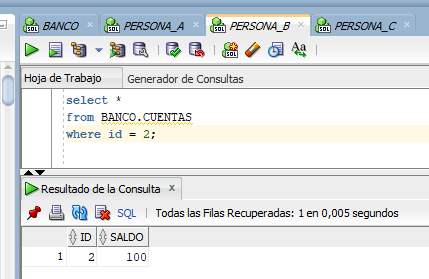 BANCO PERSONA_A PERSONA_B PERSONA_C
Hoja de Trabajo Generador de Consultas
select *
from BANCO.CUENTAS
where id = 2;
Resultado de la Consulta x
SQL | Todas las Filas Recuperadas: 1 en 0,005 segundos
ID SALDO
1 2 100